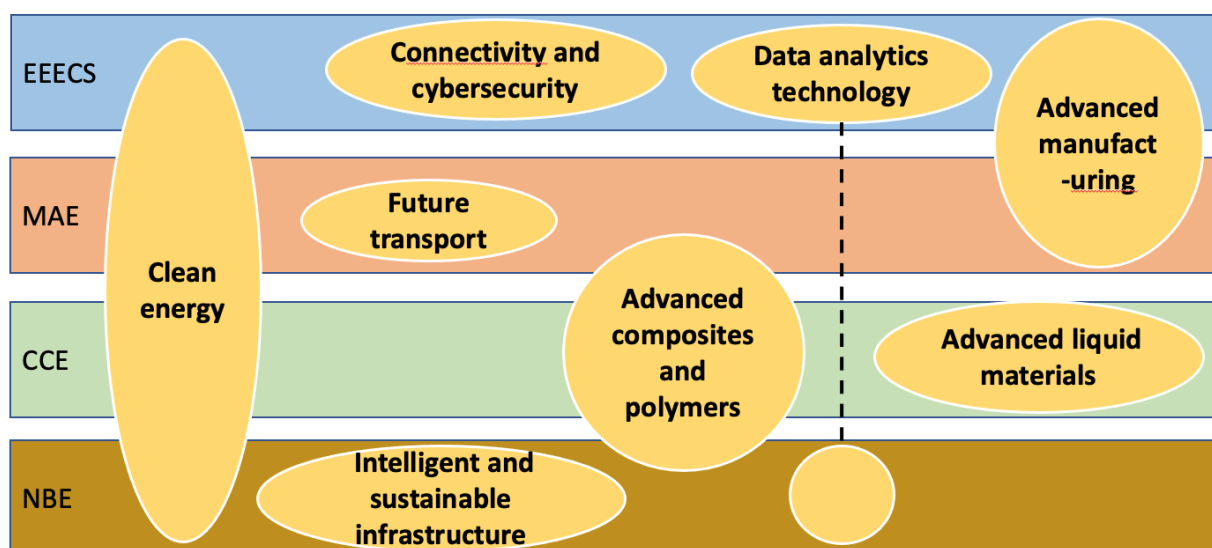 EEECS
Connectivity and
cybersecurity
Data analytics
technology
Advanced
manufact
-uring
MAE
Future
transport
Clean
energy
Advanced
composites
and
polymers
CCE
Advanced liquid
materials
NBE
Intelligent and
sustainable
infrastructure